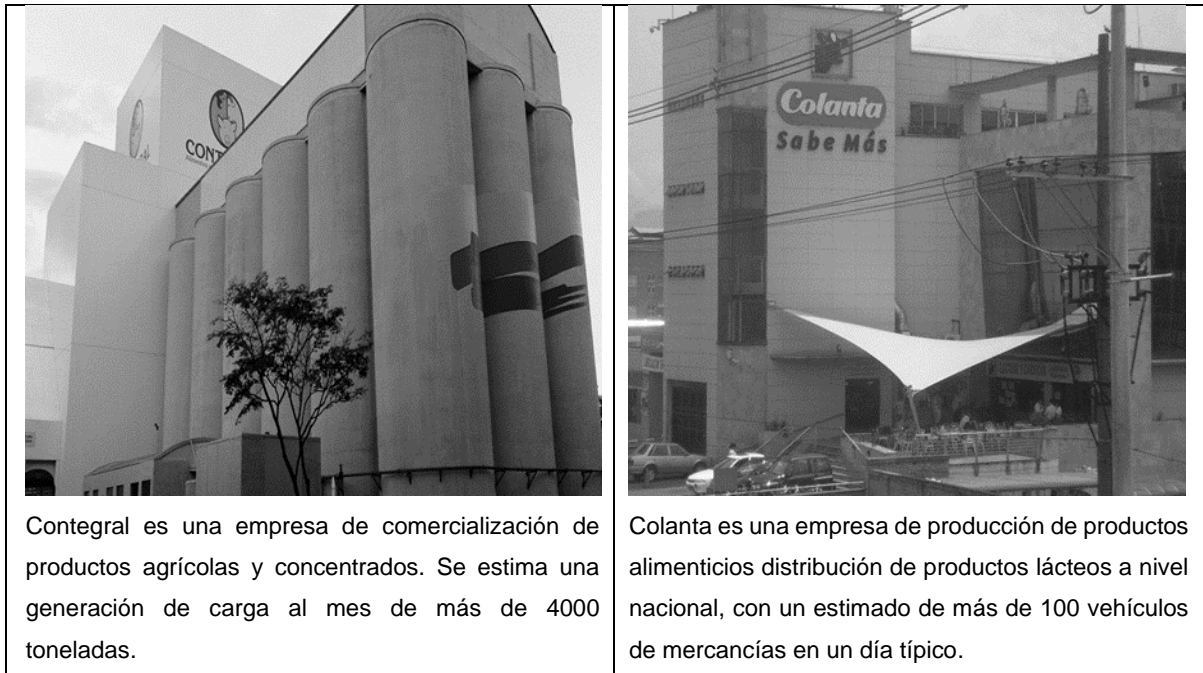 CONT
Colanta
Sabe Más
Contegral es una empresa de comercialización de
productos agrícolas y concentrados. Se estima una
generación de carga al mes de más de 4000
toneladas.
Colanta es una empresa de producción de productos
alimenticios distribución de productos lácteos a nivel
nacional, con un estimado de más de 100 vehículos
de mercancías en un día típico.